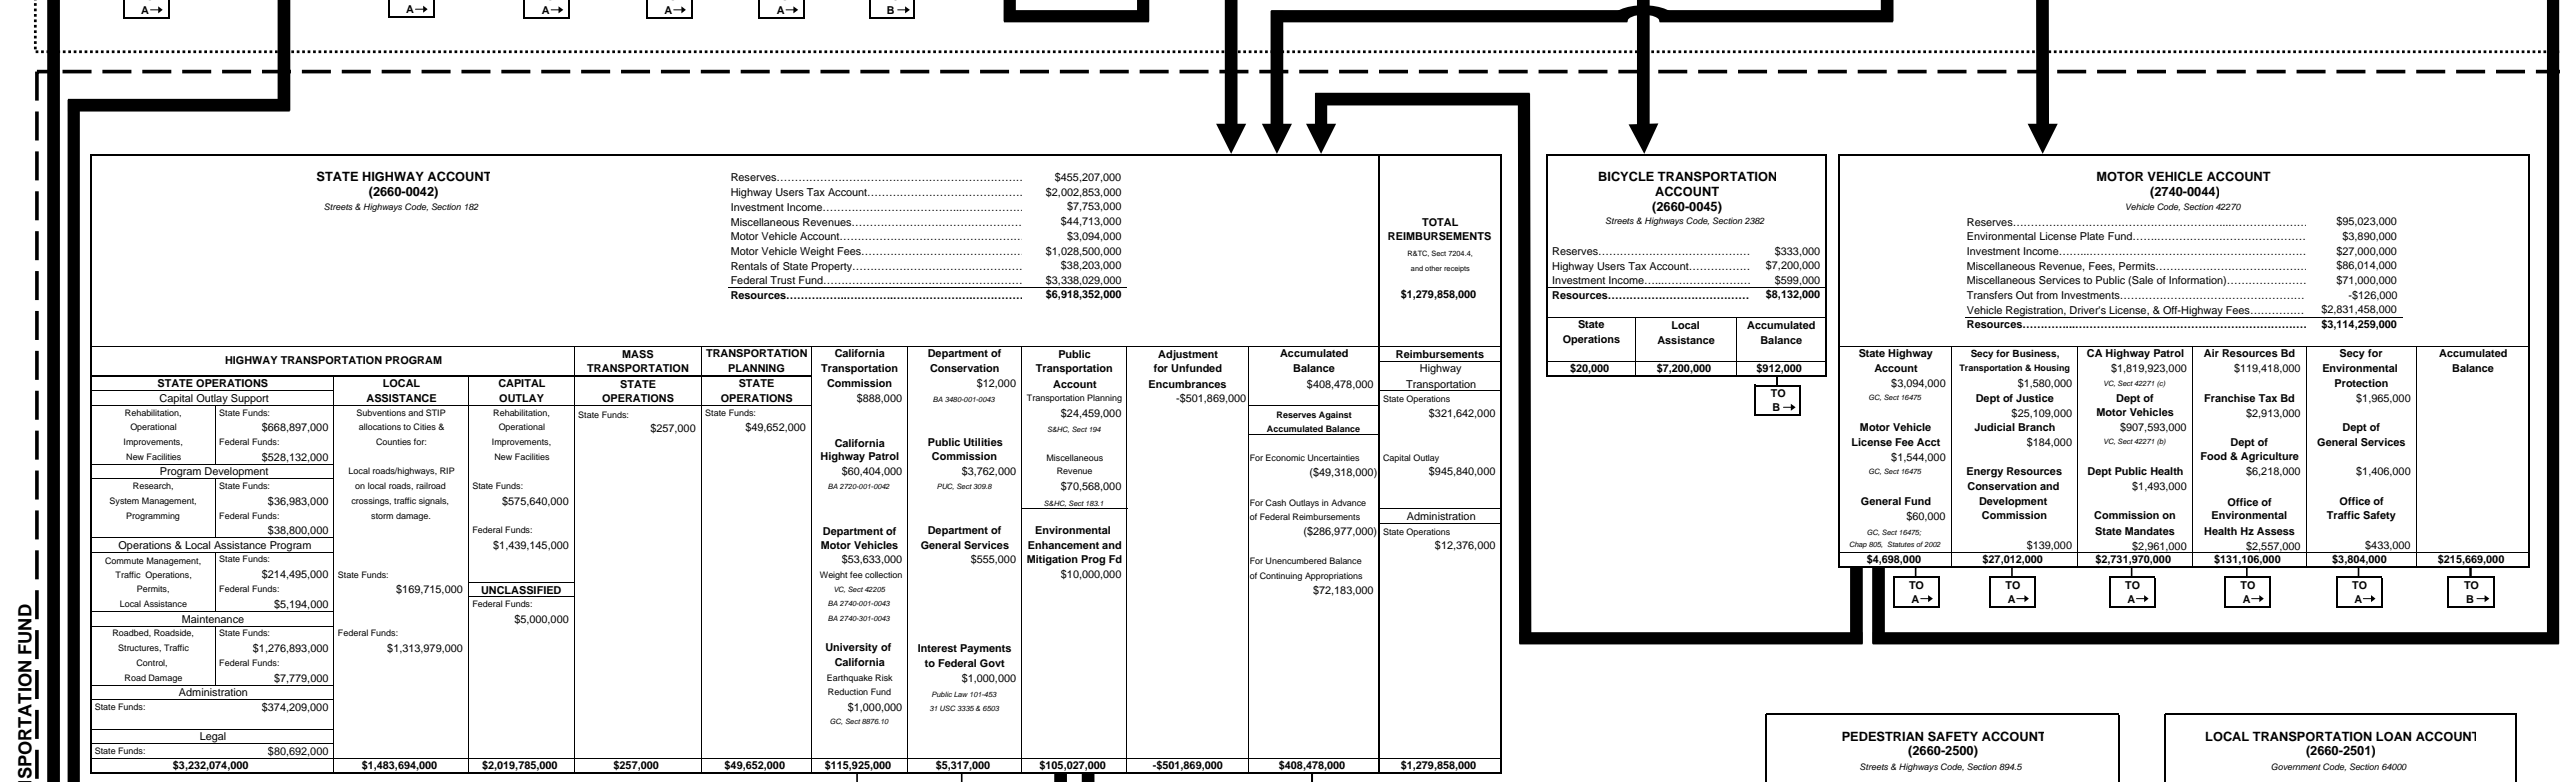 A→
A→
A→
A→
A→
B→
SPORTATION FUND
STATE HIGHWAY ACCOUNT
(2660-0042)
Streets & Highways Code, Section 182
Reserves $455,207,000
Highway Users Tax Account $2,002,853,000
Investment Income $7,753,000
Miscellaneous Revenues $44,713,000
Motor Vehicle Account $3,094,000
Motor Vehicle Weight Fees $1,028,500,000
Rentals of State Property $38,203,000
Federal Trust Fund $3,338,029,000
Resources $6,918,352,000
TOTAL
REIMBURSEMENTS
R&TC, Sect 7204.4,
and other receipts
$1,279,858,000
HIGHWAY TRANSPORTATION PROGRAM
STATE OPERATIONS
Capital Outlay Support
Rehabilitation, State Funds:
Operational $668,897,000
Improvements, Federal Funds:
New Facilities $528,132,000
Program Development
Research, State Funds:
System Management, $36,983,000
Programming Federal Funds:
$38,800,000
Operations & Local Assistance Program
Commute Management, State Funds:
Traffic Operations, $214,495,000
Permits, Federal Funds:
Local Assistance $5,194,000
Maintenance
Roadbed, Roadside, State Funds:
Structures, Traffic $1,276,893,000
Control, Federal Funds:
Road Damage $7,779,000
Administration
State Funds: $374,209,000
Legal
State Funds: $80,692,000
$3,232,074,000
LOCAL
ASSISTANCE
Subventions and STIP
allocations to Cities &
Counties for:
Local roads/highways, RIP
on local roads, railroad
crossings, traffic signals,
storm damage.
State Funds:
$169,715,000
Federal Funds:
$1,313,979,000
$1,483,694,000
CAPITAL
OUTLAY
Rehabilitation,
Operational
Improvements,
New Facilities
State Funds:
$575,640,000
Federal Funds:
$1,439,145,000
UNCLASSIFIED
Federal Funds:
$5,000,000
$2,019,785,000
MASS
TRANSPORTATION
STATE
OPERATIONS
State Funds:
$257,000
$257,000
TRANSPORTATION
PLANNING
STATE
OPERATIONS
State Funds:
$49,652,000
$49,652,000
California
Transportation
Commission
$888,000
California
Highway Patrol
$60,404,000
BA 2720-001-0042
Department of
Motor Vehicles
$53,633,000
Weight fee collection
VC, Sect 42205
BA 2740-001-0043
BA 2740-301-0043
University of
California
Earthquake Risk
Reduction Fund
$1,000,000
GC, Sect 8876.10
$115,925,000
Department of
Conservation
$12,000
BA 3480-001-0043
Public Utilities
Commission
$3,762,000
PUC, Sect 309.8
Department of
General Services
$555,000
Interest Payments
to Federal Govt
$1,000,000
Public Law 101-453
31 USC 3335 & 6503
$5,317,000
Public
Transportation
Account
Transportation Planning
$24,459,000
S&HC, Sect 194
Miscellaneous
Revenue
$70,568,000
S&HC, Sect 183.1
Environmental
Enhancement and
Mitigation Prog Fd
$10,000,000
$105,027,000
Adjustment
for Unfunded
Encumbrances
-$501,869,000
-$501,869,000
Accumulated
Balance
$408,478,000
Reserves Against
Accumulated Balance
For Economic Uncertainties
($49,318,000)
For Cash Outlays in Advance
of Federal Reimbursements
($286,977,000)
For Unencumbered Balance
of Continuing Appropriations
$72,183,000
$408,478,000
Reimbursements
Highway
Transportation
State Operations
$321,642,000
Capital Outlay
$945,840,000
Administration
State Operations
$12,376,000
$1,279,858,000
BICYCLE TRANSPORTATION
ACCOUNT
(2660-0045)
Streets & Highways Code, Section 2382
Reserves $333,000
Highway Users Tax Account $7,200,000
Investment Income $599,000
Resources $8,132,000
State
Operations
$20,000
Local
Assistance
$7,200,000
Accumulated
Balance
$912,000
TO
B→
MOTOR VEHICLE ACCOUNT
(2740-0044)
Vehicle Code, Section 42270
Reserves $95,023,000
Environmental License Plate Fund $3,890,000
Investment Income $27,000,000
Miscellaneous Revenue, Fees, Permits $86,014,000
Miscellaneous Services to Public (Sale of Information) $71,000,000
Transfers Out from Investments -$126,000
Vehicle Registration, Driver's License, & Off-Highway Fees $2,831,458,000
Resources $3,114,259,000
State Highway
Account
$3,094,000
GC, Sect 16475
Motor Vehicle
License Fee Acct
$1,544,000
GC, Sect 16475
General Fund
$60,000
GC, Sect 16475;
Chap 805, Statutes of 2002
$4,698,000
TO
A→
Secy for Business,
Transportation & Housing
$1,580,000
Dept of Justice
$25,109,000
Judicial Branch
$184,000
Energy Resources
Conservation and
Development
Commission
$139,000
$27,012,000
TO
A→
CA Highway Patrol
$1,819,923,000
VC, Sect 42271 (c)
Dept of
Motor Vehicles
$907,593,000
VC, Sect 42271 (b)
Dept Public Health
$1,493,000
Commission on
State Mandates
$2,961,000
$2,731,970,000
TO
A→
Air Resources Bd
$119,418,000
Franchise Tax Bd
$2,913,000
Dept of
Food & Agriculture
$6,218,000
Office of
Environmental
Health Hz Assess
$2,557,000
$131,106,000
TO
A→
Secy for
Environmental
Protection
$1,965,000
Dept of
General Services
$1,406,000
Office of
Traffic Safety
$433,000
$3,804,000
TO
A→
Accumulated
Balance
$215,669,000
TO
B→
PEDESTRIAN SAFETY ACCOUNT
(2660-2500)
Streets & Highways Code, Section 894.5
LOCAL TRANSPORTATION LOAN ACCOUNT
(2660-2501)
Government Code, Section 64000